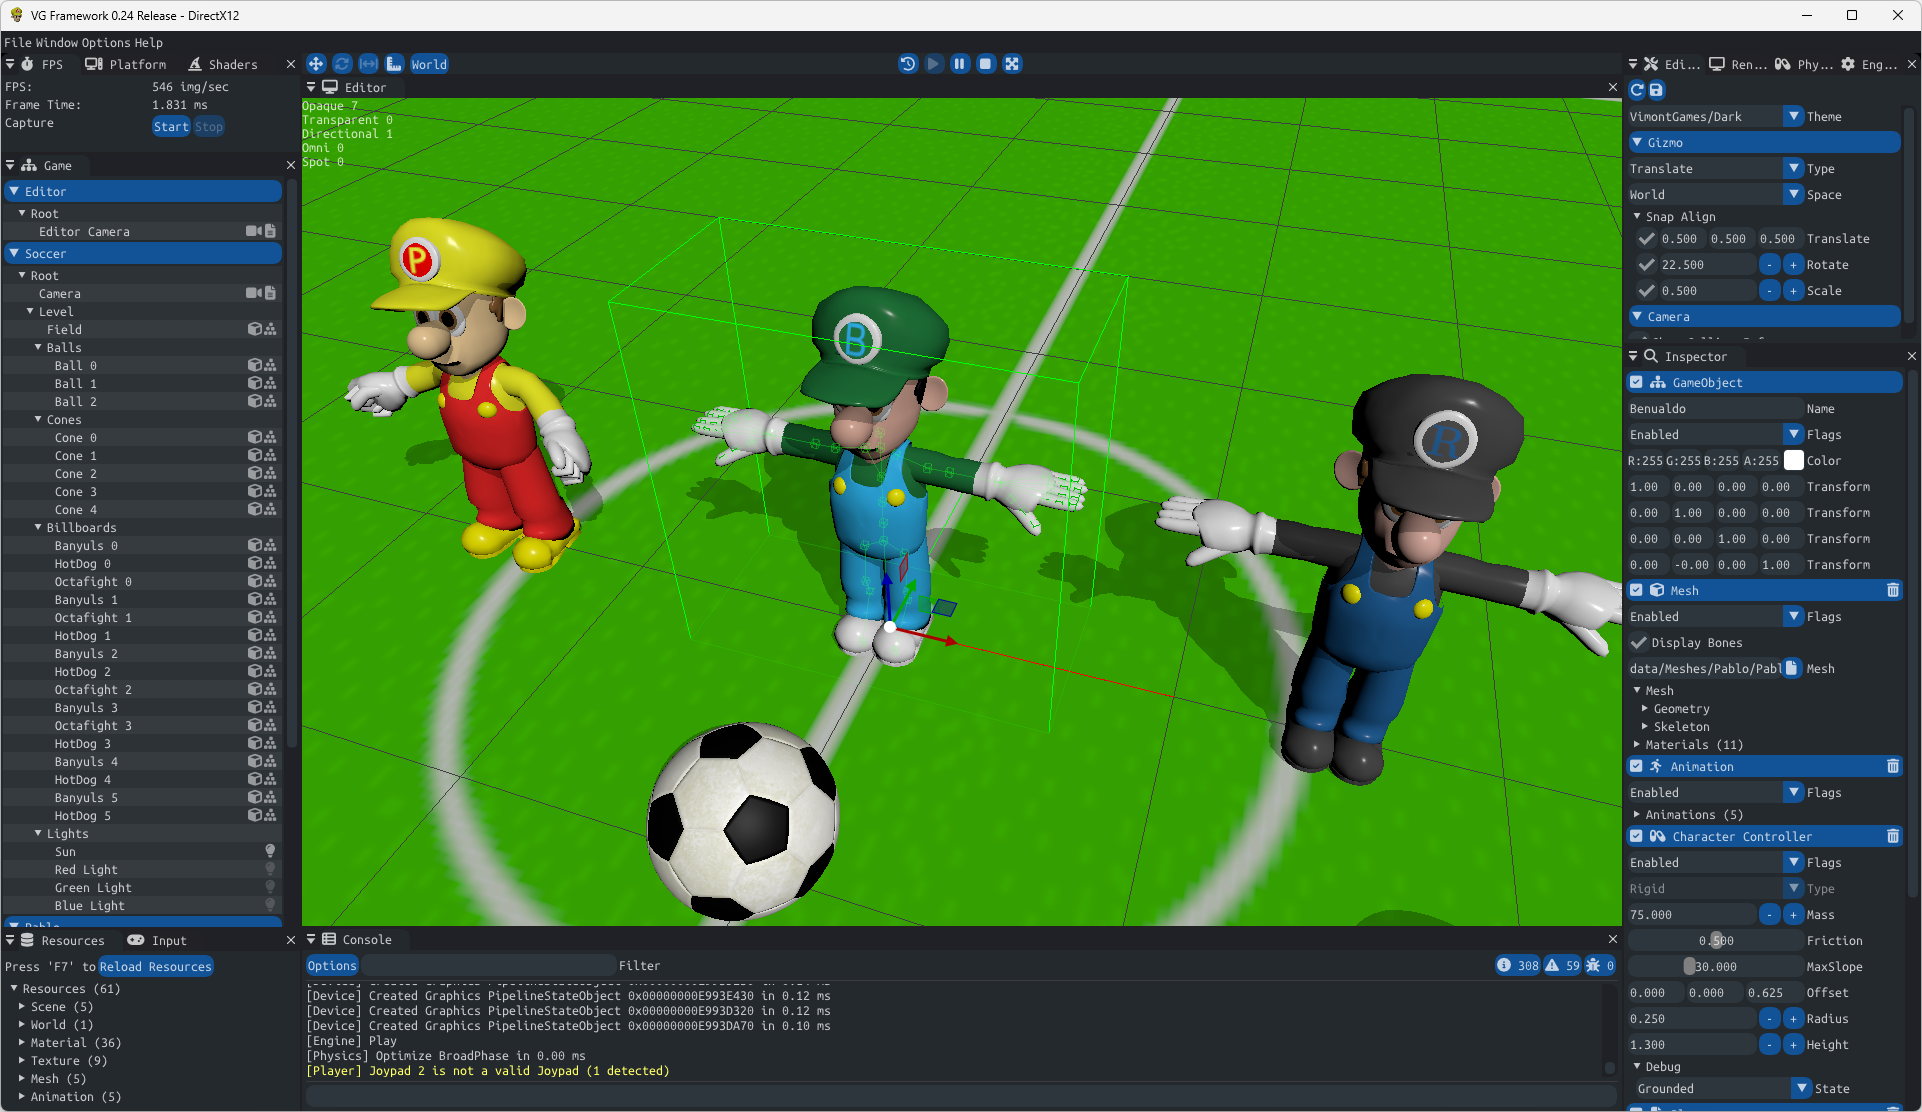 VG Framework 0.24 Release - DirectX12
File Window Options Help
FPS Platform Shaders
FPS: 546 img/sec
Frame Time: 1.831 ms
Capture Start Stop
Game
Editor
Root
Editor Camera
Soccer
Root
Camera
Level
Field
Balls
Ball 0
Ball 1
Ball 2
Cones
Cone 0
Cone 1
Cone 2
Cone 3
Cone 4
Billboards
Banyuls 0
HotDog 0
Octafight 0
Banyuls 1
Octafight 1
HotDog 1
Banyuls 2
HotDog 2
Octafight 2
Banyuls 3
Octafight 3
HotDog 3
Banyuls 4
HotDog 4
Banyuls 5
HotDog 5
Lights
Sun
Red Light
Green Light
Blue Light
Pablo
Resources Input
Press 'F7' to Reload Resources
Resources (61)
Scene (5)
World (1)
Material (36)
Texture (9)
Mesh (5)
Animation (5)
World
Editor
Opaque 7
Transparent 0
Directional 1
Omni 0
Spot 0
P
B
R
Console
Options Filter 308 59 0
[Device] Created Graphics PipelineStateObject 0x00000000E993E430 in 0.12 ms
[Device] Created Graphics PipelineStateObject 0x00000000E993D320 in 0.12 ms
[Device] Created Graphics PipelineStateObject 0x00000000E993DA70 in 0.10 ms
[Engine] Play
[Physics] Optimize BroadPhase in 0.00 ms
[Player] Joypad 2 is not a valid Joypad (1 detected)
Edi... Ren... Phy... Eng...
VimontGames/Dark Theme
Gizmo
Translate Type
World Space
Snap Align
0.500 0.500 0.500 Translate
22.500 - + Rotate
0.500 - + Scale
Camera
Inspector
GameObject
Benualdo Name
Enabled Flags
R:255 G:255 B:255 A:255 Color
1.00 0.00 0.00 0.00 Transform
0.00 1.00 0.00 0.00 Transform
0.00 0.00 1.00 0.00 Transform
0.00 -0.00 0.00 1.00 Transform
Mesh
Enabled Flags
Display Bones
data/Meshes/Pablo/Pabl Mesh
Mesh
Geometry
Skeleton
Materials (11)
Animation
Enabled Flags
Animations (5)
Character Controller
Enabled Flags
Rigid Type
75.000 - + Mass
0.500 Friction
30.000 MaxSlope
0.000 0.000 0.625 Offset
0.250 - + Radius
1.300 - + Height
Debug
Grounded State